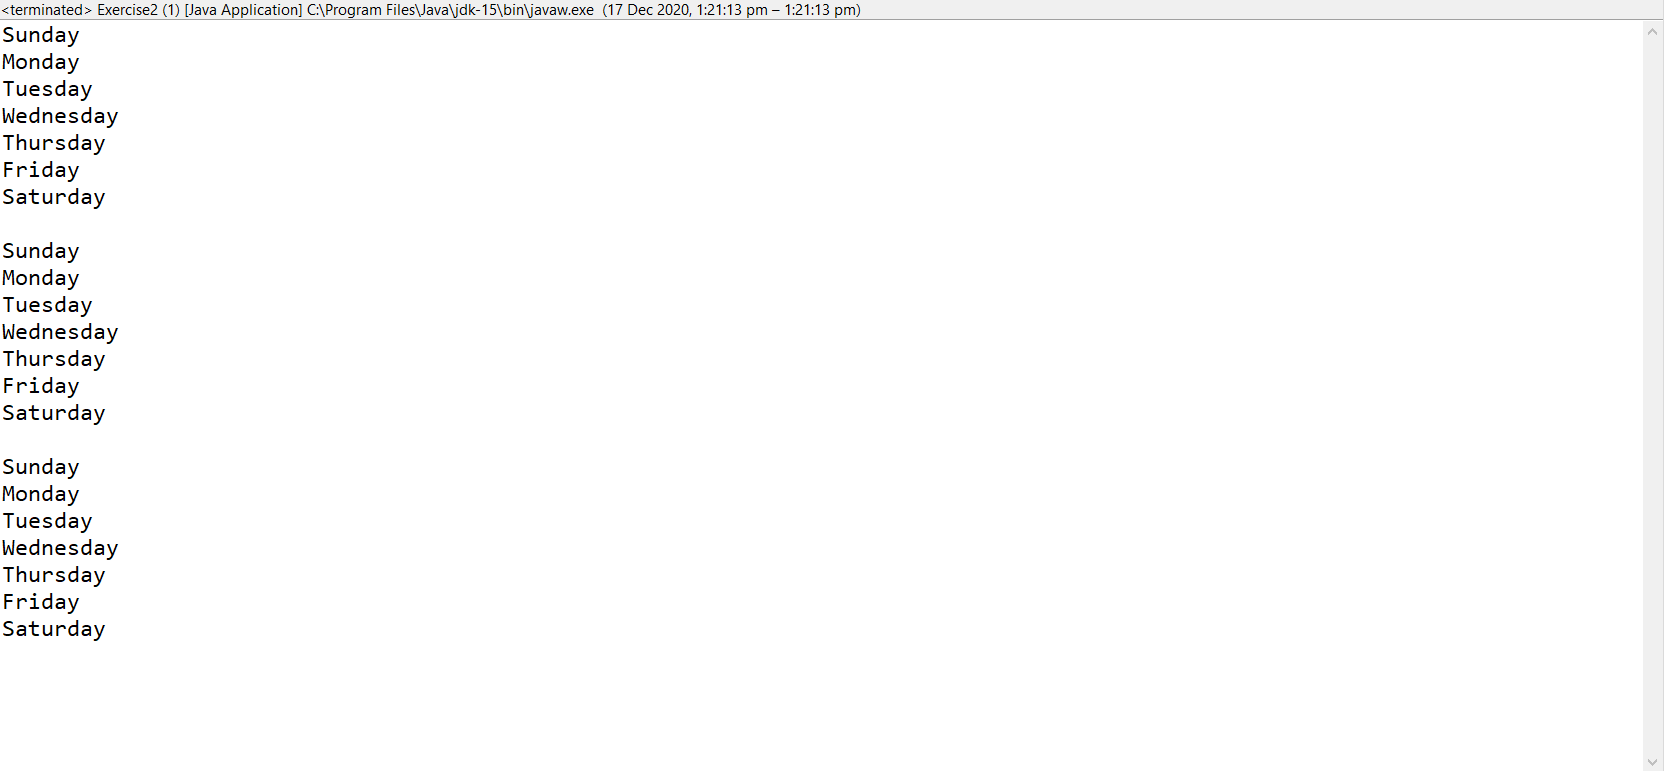 <terminated> Exercise2 (1) [Java Application] C:\Program Files\Java\jdk-15\bin\javaw.exe  (17 Dec 2020, 1:21:13 pm – 1:21:13 pm)
Sunday
Monday
Tuesday
Wednesday
Thursday
Friday
Saturday

Sunday
Monday
Tuesday
Wednesday
Thursday
Friday
Saturday

Sunday
Monday
Tuesday
Wednesday
Thursday
Friday
Saturday